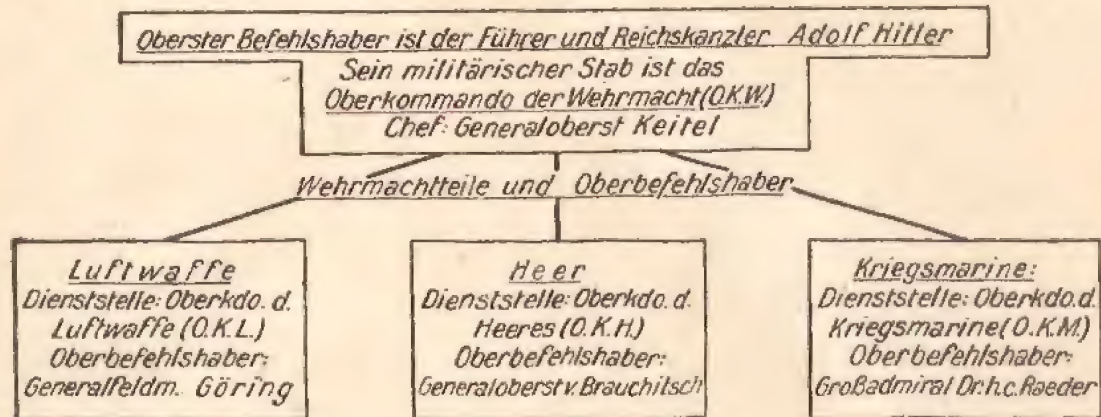 Oberster Befehlshaber ist der Führer und Reichskanzler Adolf Hitler
Sein militärischer Stab ist das
Oberkommando der Wehrmacht (O.K.W.)
Chef: Generaloberst Keitel
Wehrmachtteile und Oberbefehlshaber
Luftwaffe
Dienststelle: Oberkdo. d.
Luftwaffe (O.K.L.)
Oberbefehlshaber:
Generalfeldm. Göring
Heer
Dienststelle: Oberkdo. d.
Heeres (O.K.H.)
Oberbefehlshaber:
Generaloberst v. Brauchitsch
Kriegsmarine:
Dienststelle: Oberkdo. d.
Kriegsmarine (O.K.M.)
Oberbefehlshaber:
Großadmiral Dr. h.c. Raeder